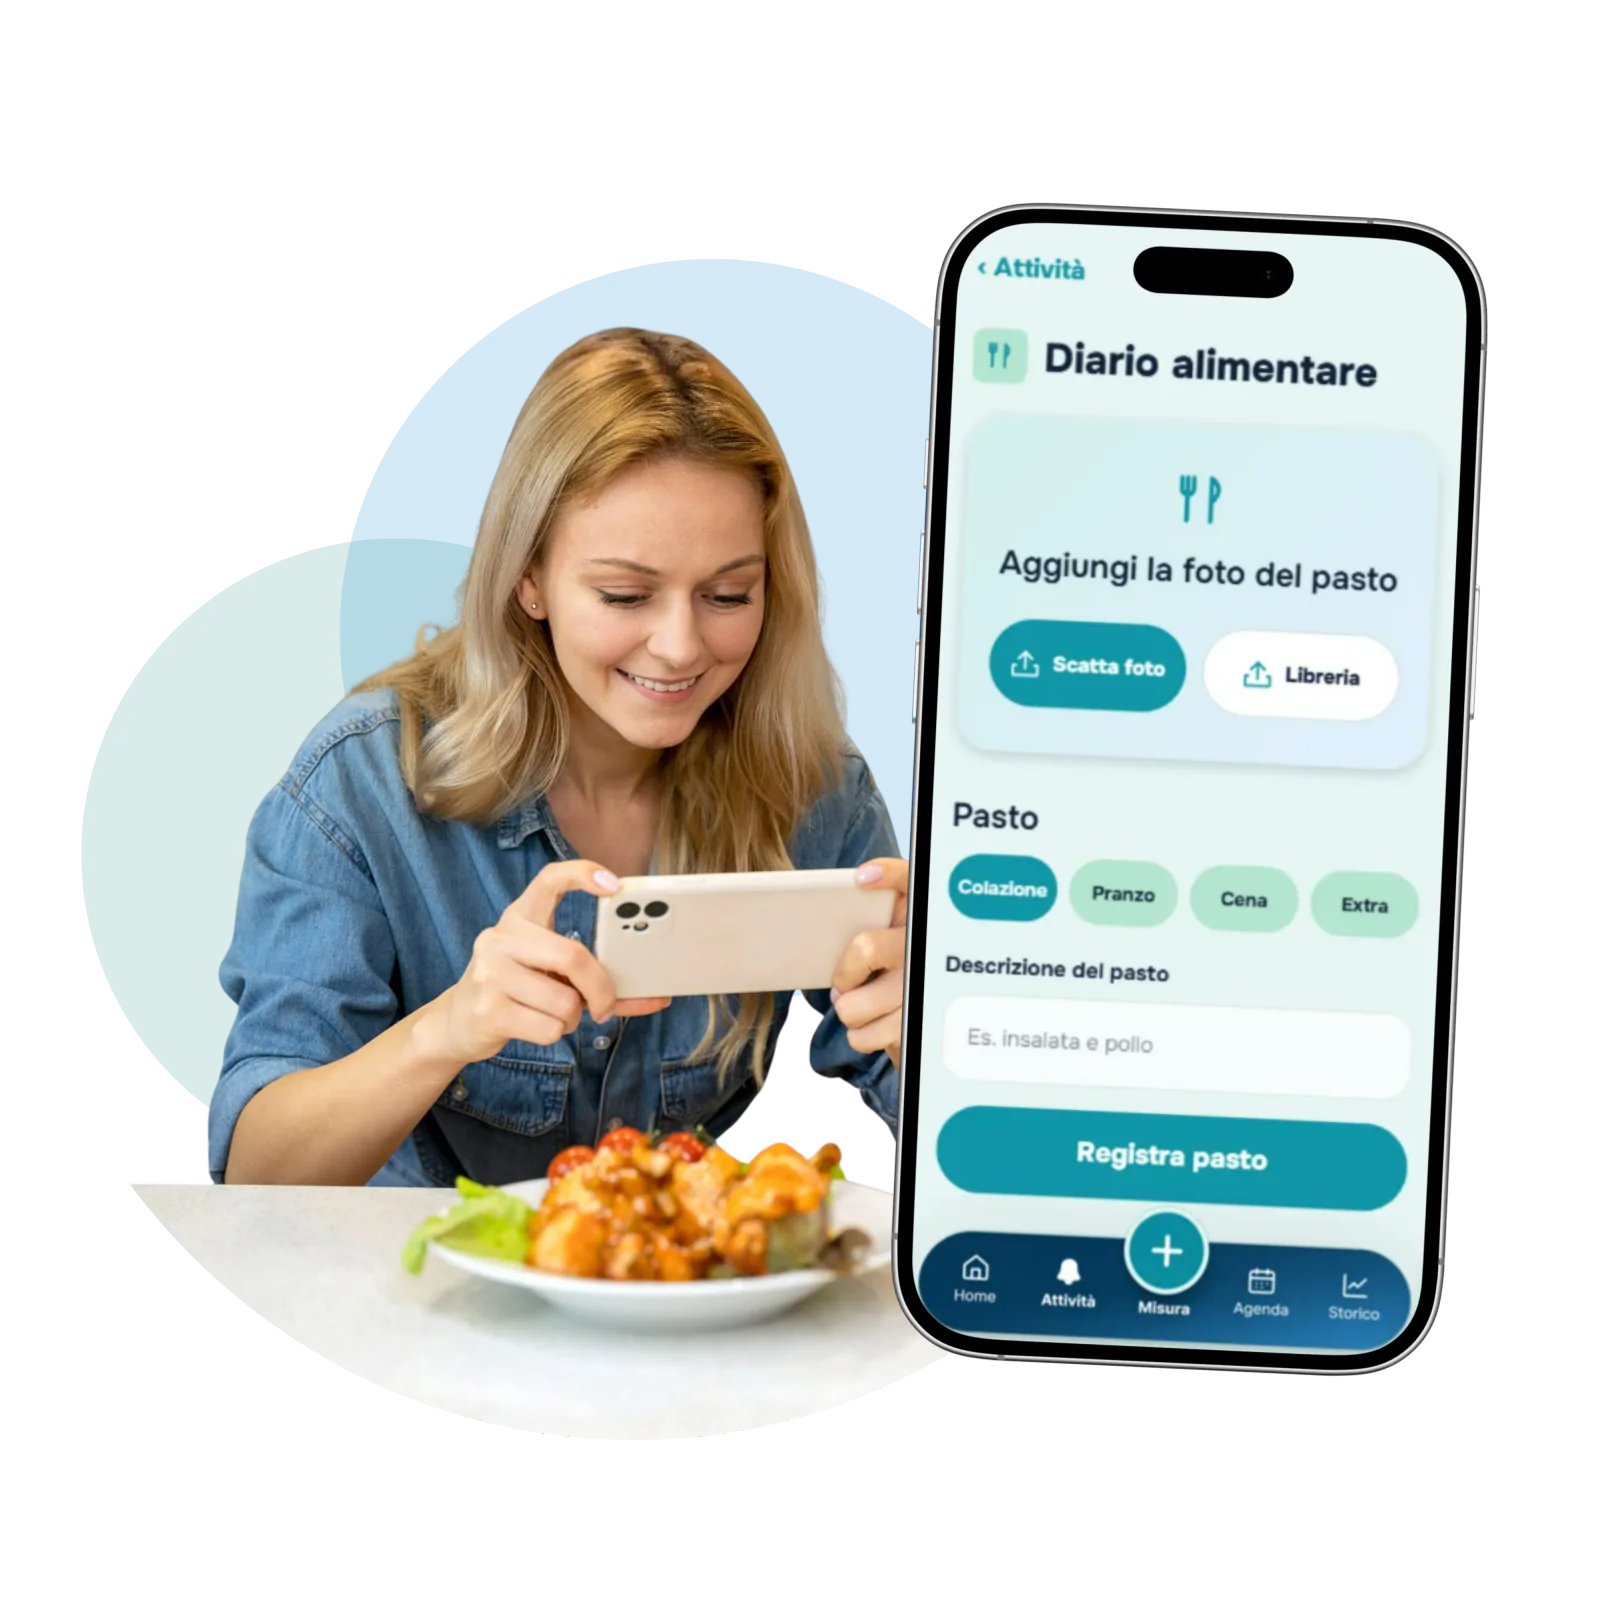 ‹ Attività
Diario alimentare
Aggiungi la foto del pasto
Scatta foto Libreria
Pasto
Colazione Pranzo Cena Extra
Descrizione del pasto
Es. insalata e pollo
Registra pasto
Home Attività Misura Agenda Storico